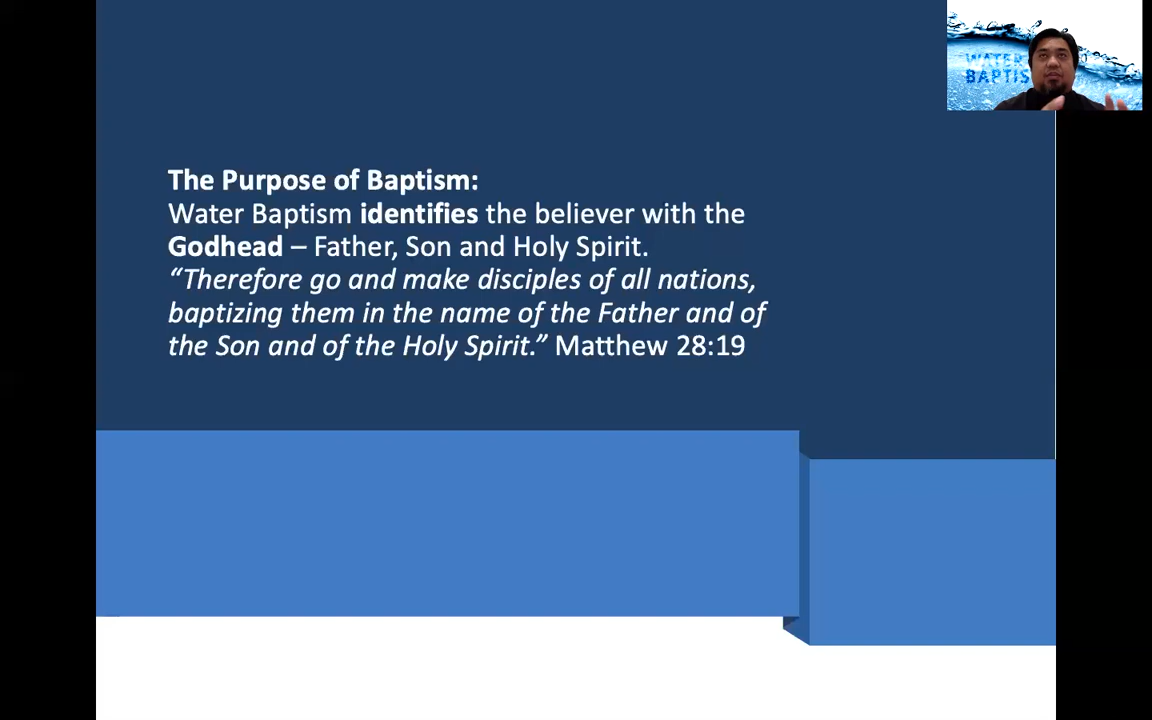 WATER
BAPTIS
The Purpose of Baptism:
Water Baptism identifies the believer with the
Godhead – Father, Son and Holy Spirit.
“Therefore go and make disciples of all nations,
baptizing them in the name of the Father and of
the Son and of the Holy Spirit.” Matthew 28:19